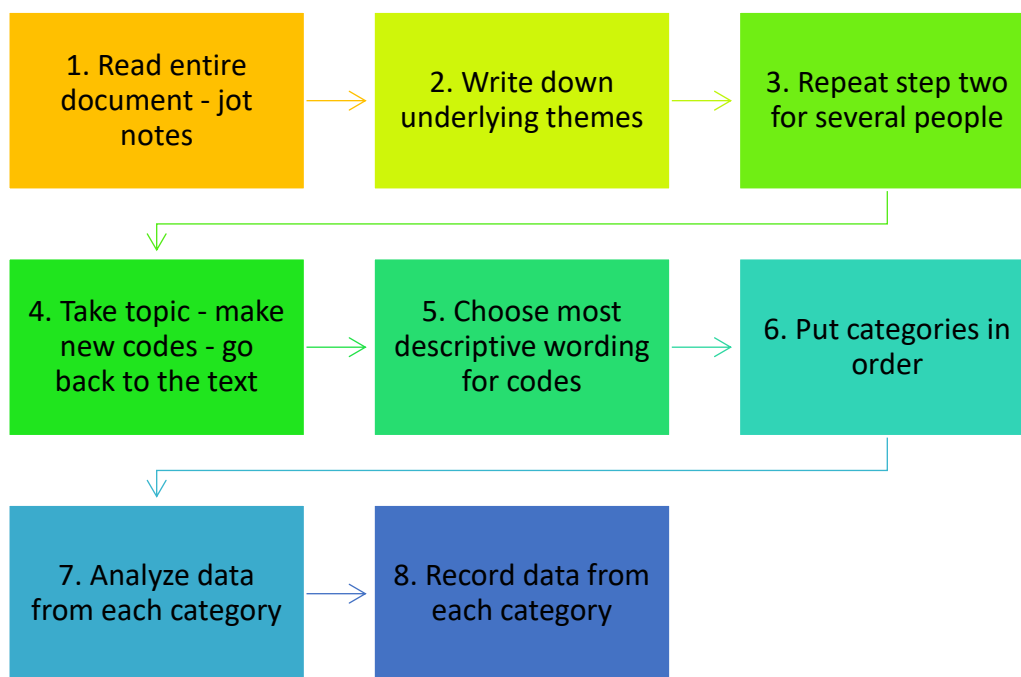 1. Read entire
document - jot
notes
2. Write down
underlying themes
3. Repeat step two
for several people
4. Take topic - make
new codes - go
back to the text
5. Choose most
descriptive wording
for codes
6. Put categories in
order
7. Analyze data
from each category
8. Record data from
each category